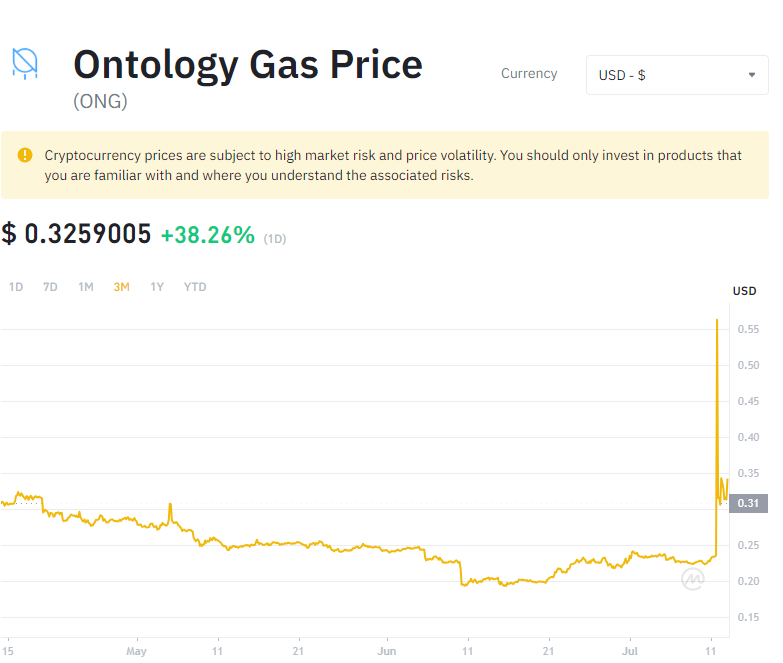 Ontology Gas Price
(ONG)
Currency
USD - $
Cryptocurrency prices are subject to high market risk and price volatility. You should only invest in products that
you are familiar with and where you understand the associated risks.
$ 0.3259005 +38.26% (1D)
1D 7D 1M 3M 1Y YTD
USD
0.55
0.50
0.45
0.40
0.35
0.31
0.25
0.20
0.15
15 May 11 21 Jun 11 21 Jul 11